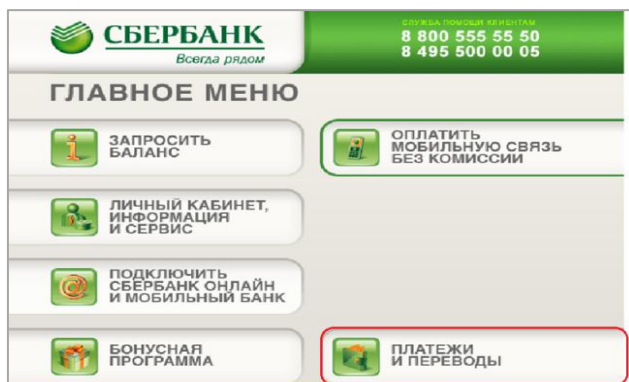 СБЕРБАНК
Всегда рядом
СЛУЖБА ПОМОЩИ КЛИЕНТАМ
8 800 555 55 50
8 495 500 00 05
ГЛАВНОЕ МЕНЮ
ЗАПРОСИТЬ
БАЛАНС
ОПЛАТИТЬ
МОБИЛЬНУЮ СВЯЗЬ
БЕЗ КОМИССИИ
ЛИЧНЫЙ КАБИНЕТ,
ИНФОРМАЦИЯ
И СЕРВИС
ПОДКЛЮЧИТЬ
СБЕРБАНК ОНЛАЙН
И МОБИЛЬНЫЙ БАНК
БОНУСНАЯ
ПРОГРАММА
ПЛАТЕЖИ
И ПЕРЕВОДЫ